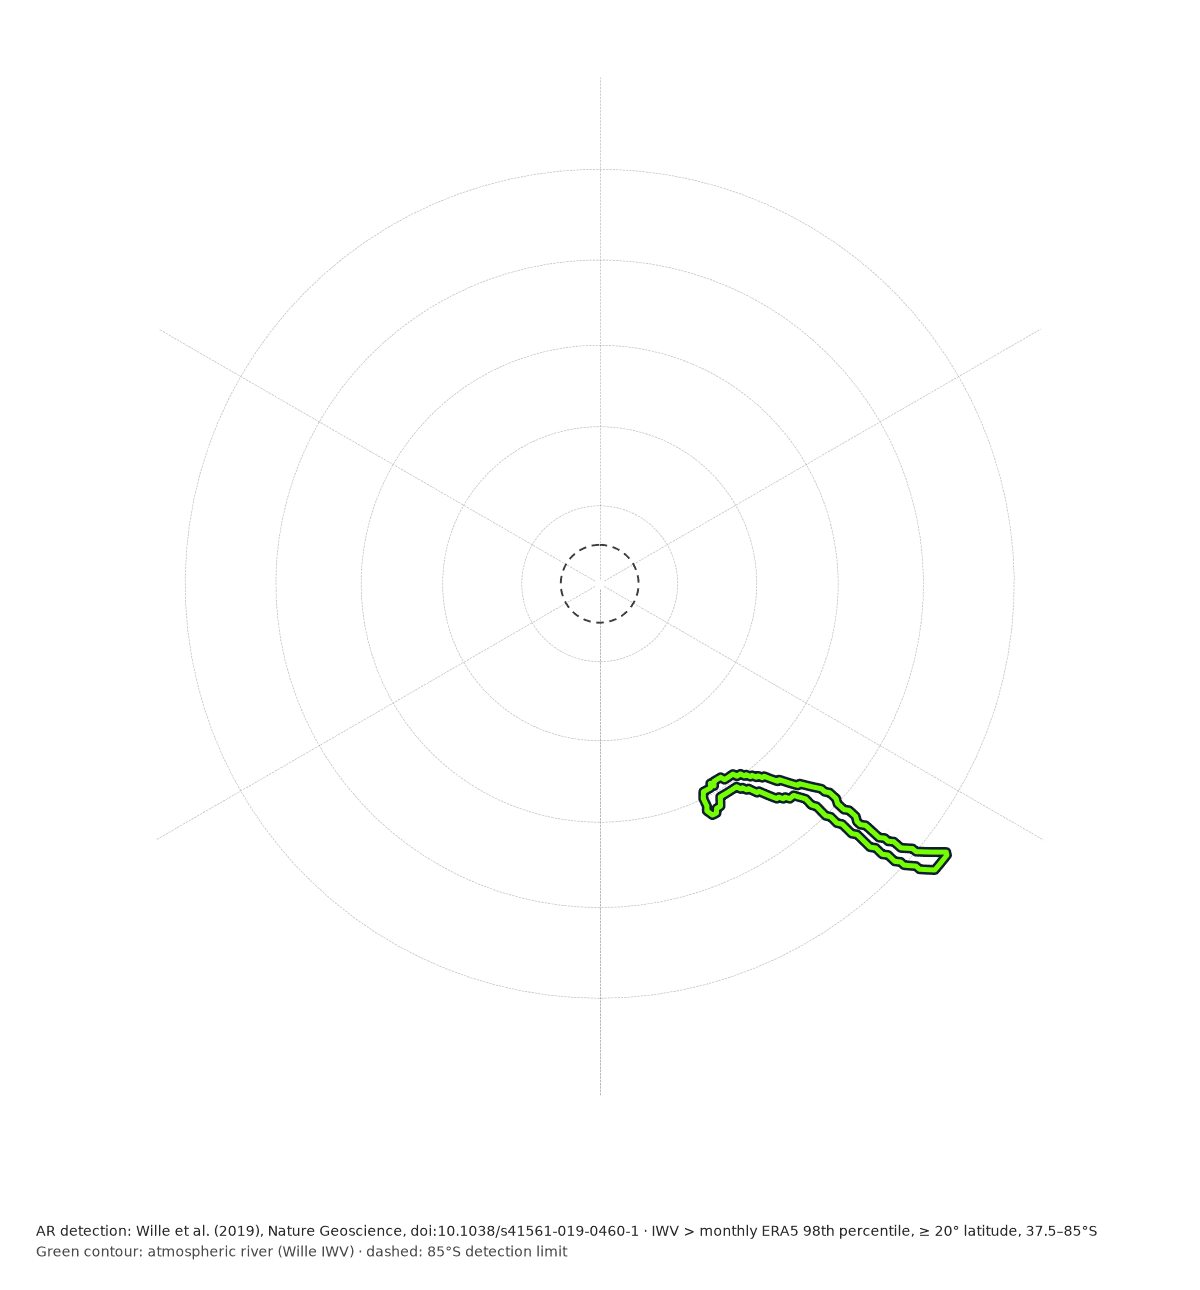 AR detection: Wille et al. (2019), Nature Geoscience, doi:10.1038/s41561-019-0460-1 · IWV > monthly ERA5 98th percentile, ≥ 20° latitude, 37.5–85°S
Green contour: atmospheric river (Wille IWV) · dashed: 85°S detection limit